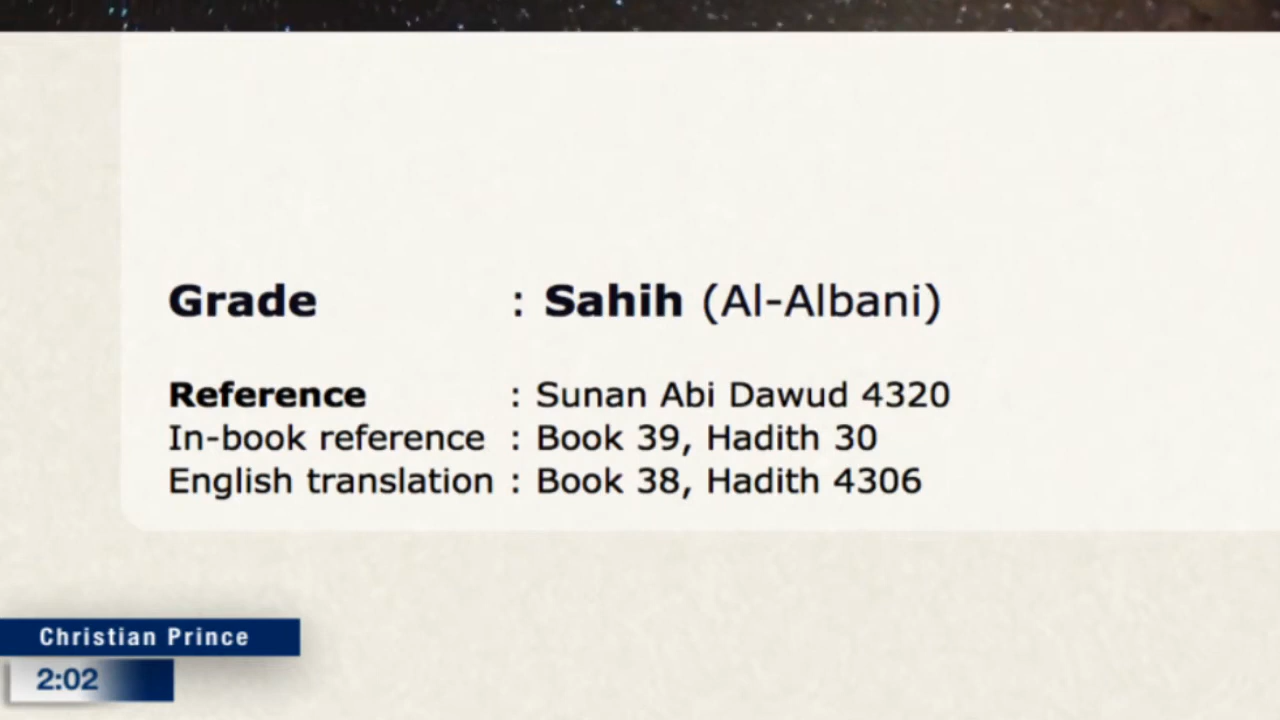 Grade : Sahih (Al-Albani)
Reference : Sunan Abi Dawud 4320
In-book reference : Book 39, Hadith 30
English translation : Book 38, Hadith 4306
Christian Prince
2:02